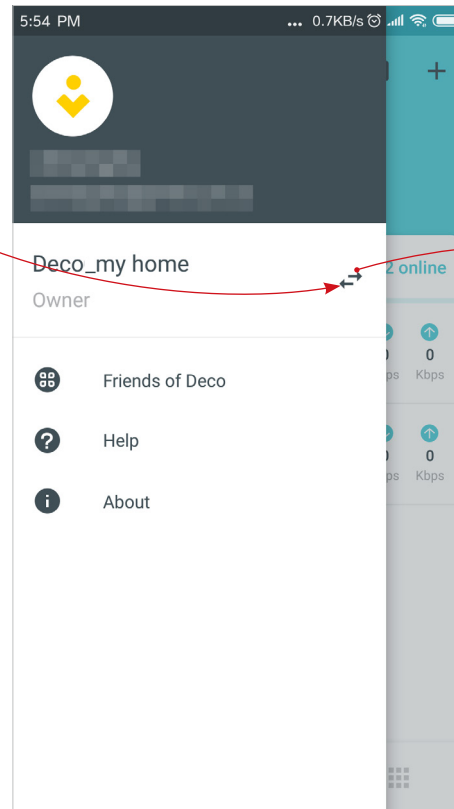 5:54 PM ... 0.7KB/s
Deco_my home
2 online
Owner
0
Kbps
Friends of Deco
Help
0
Kbps
About